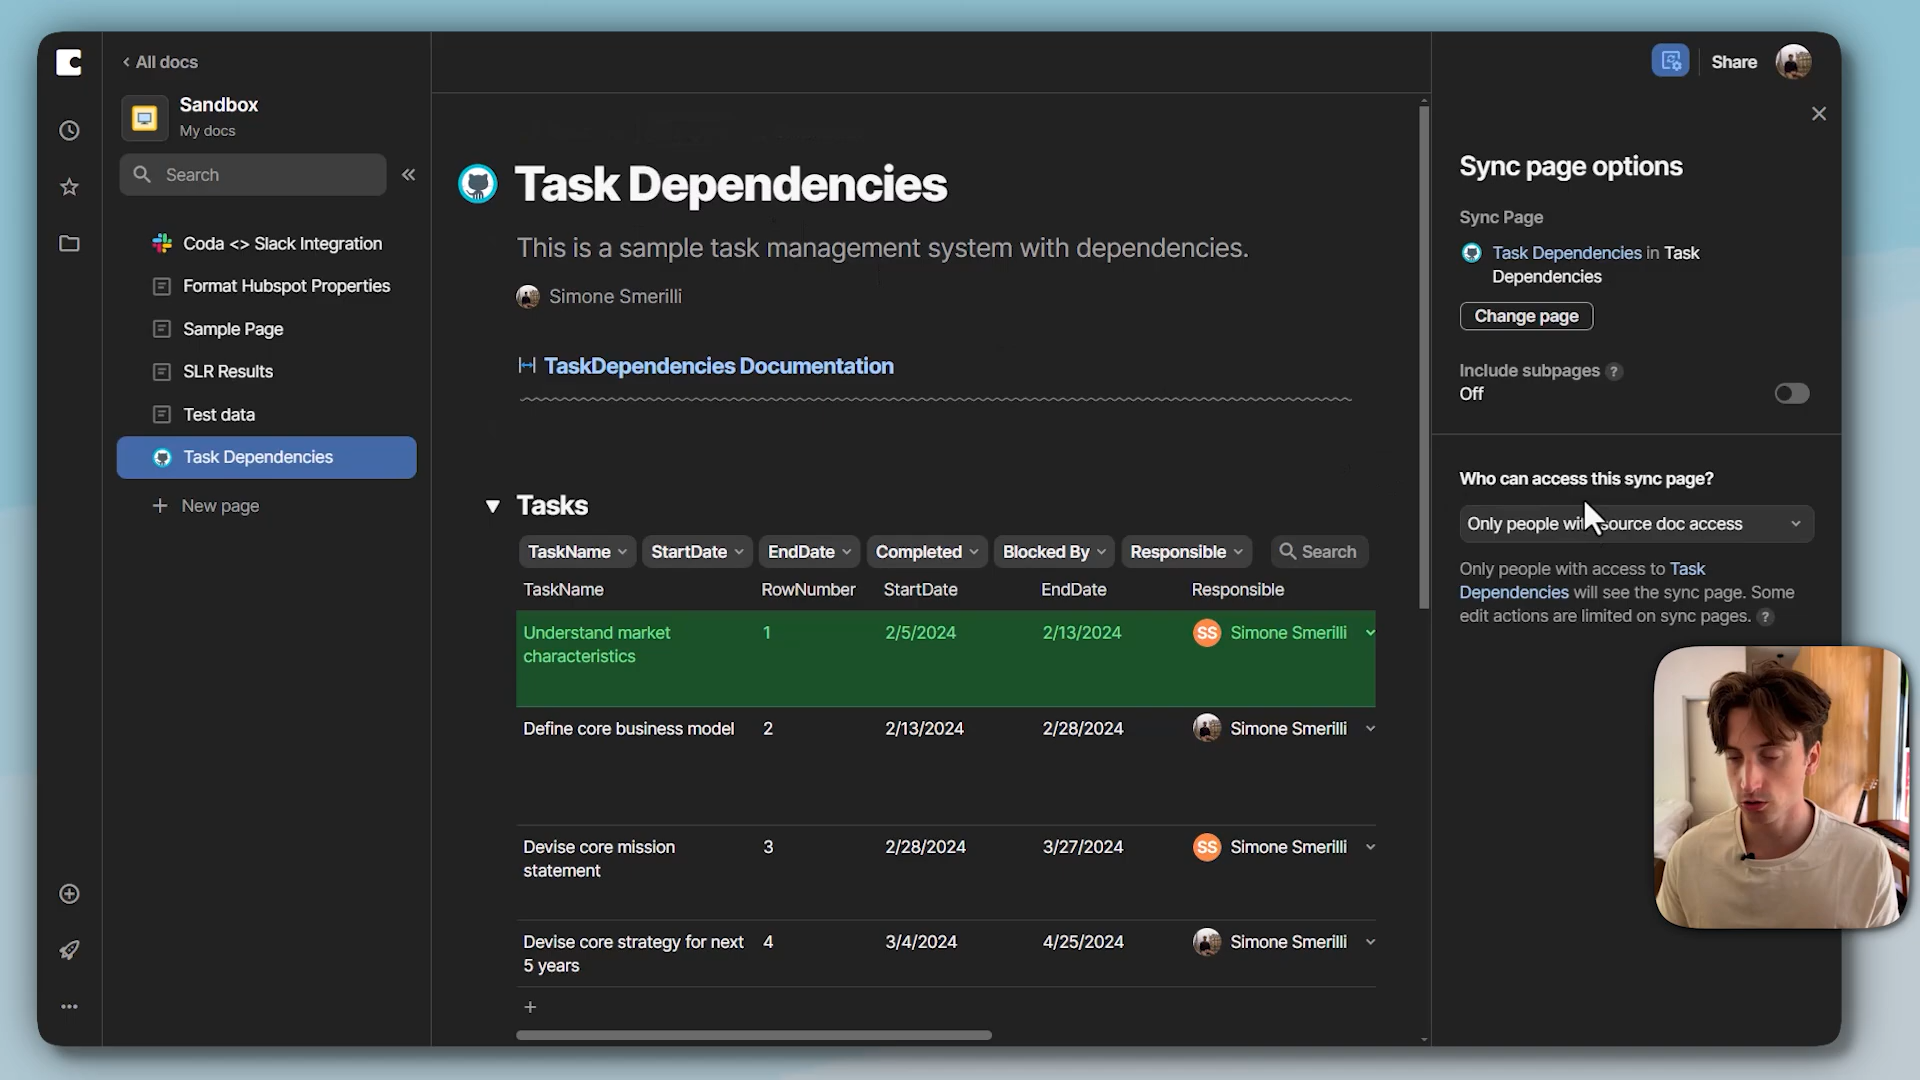 All docs
Sandbox
My docs
Search
Coda <> Slack Integration
Format Hubspot Properties
Sample Page
SLR Results
Test data
Task Dependencies
New page
Task Dependencies
This is a sample task management system with dependencies.
Simone Smerilli
TaskDependencies Documentation
Tasks
TaskName StartDate EndDate Completed Blocked By Responsible Search
TaskName RowNumber StartDate EndDate Responsible
Understand market 1 2/5/2024 2/13/2024 SS Simone Smerilli
characteristics
Define core business model 2 2/13/2024 2/28/2024 Simone Smerilli
Devise core mission 3 2/28/2024 3/27/2024 SS Simone Smerilli
statement
Devise core strategy for next 4 3/4/2024 4/25/2024 Simone Smerilli
5 years
Share
Sync page options
Sync Page
Task Dependencies in Task
Dependencies
Change page
Include subpages ?
Off
Who can access this sync page?
Only people with source doc access
Only people with access to Task
Dependencies will see the sync page. Some
edit actions are limited on sync pages. ?